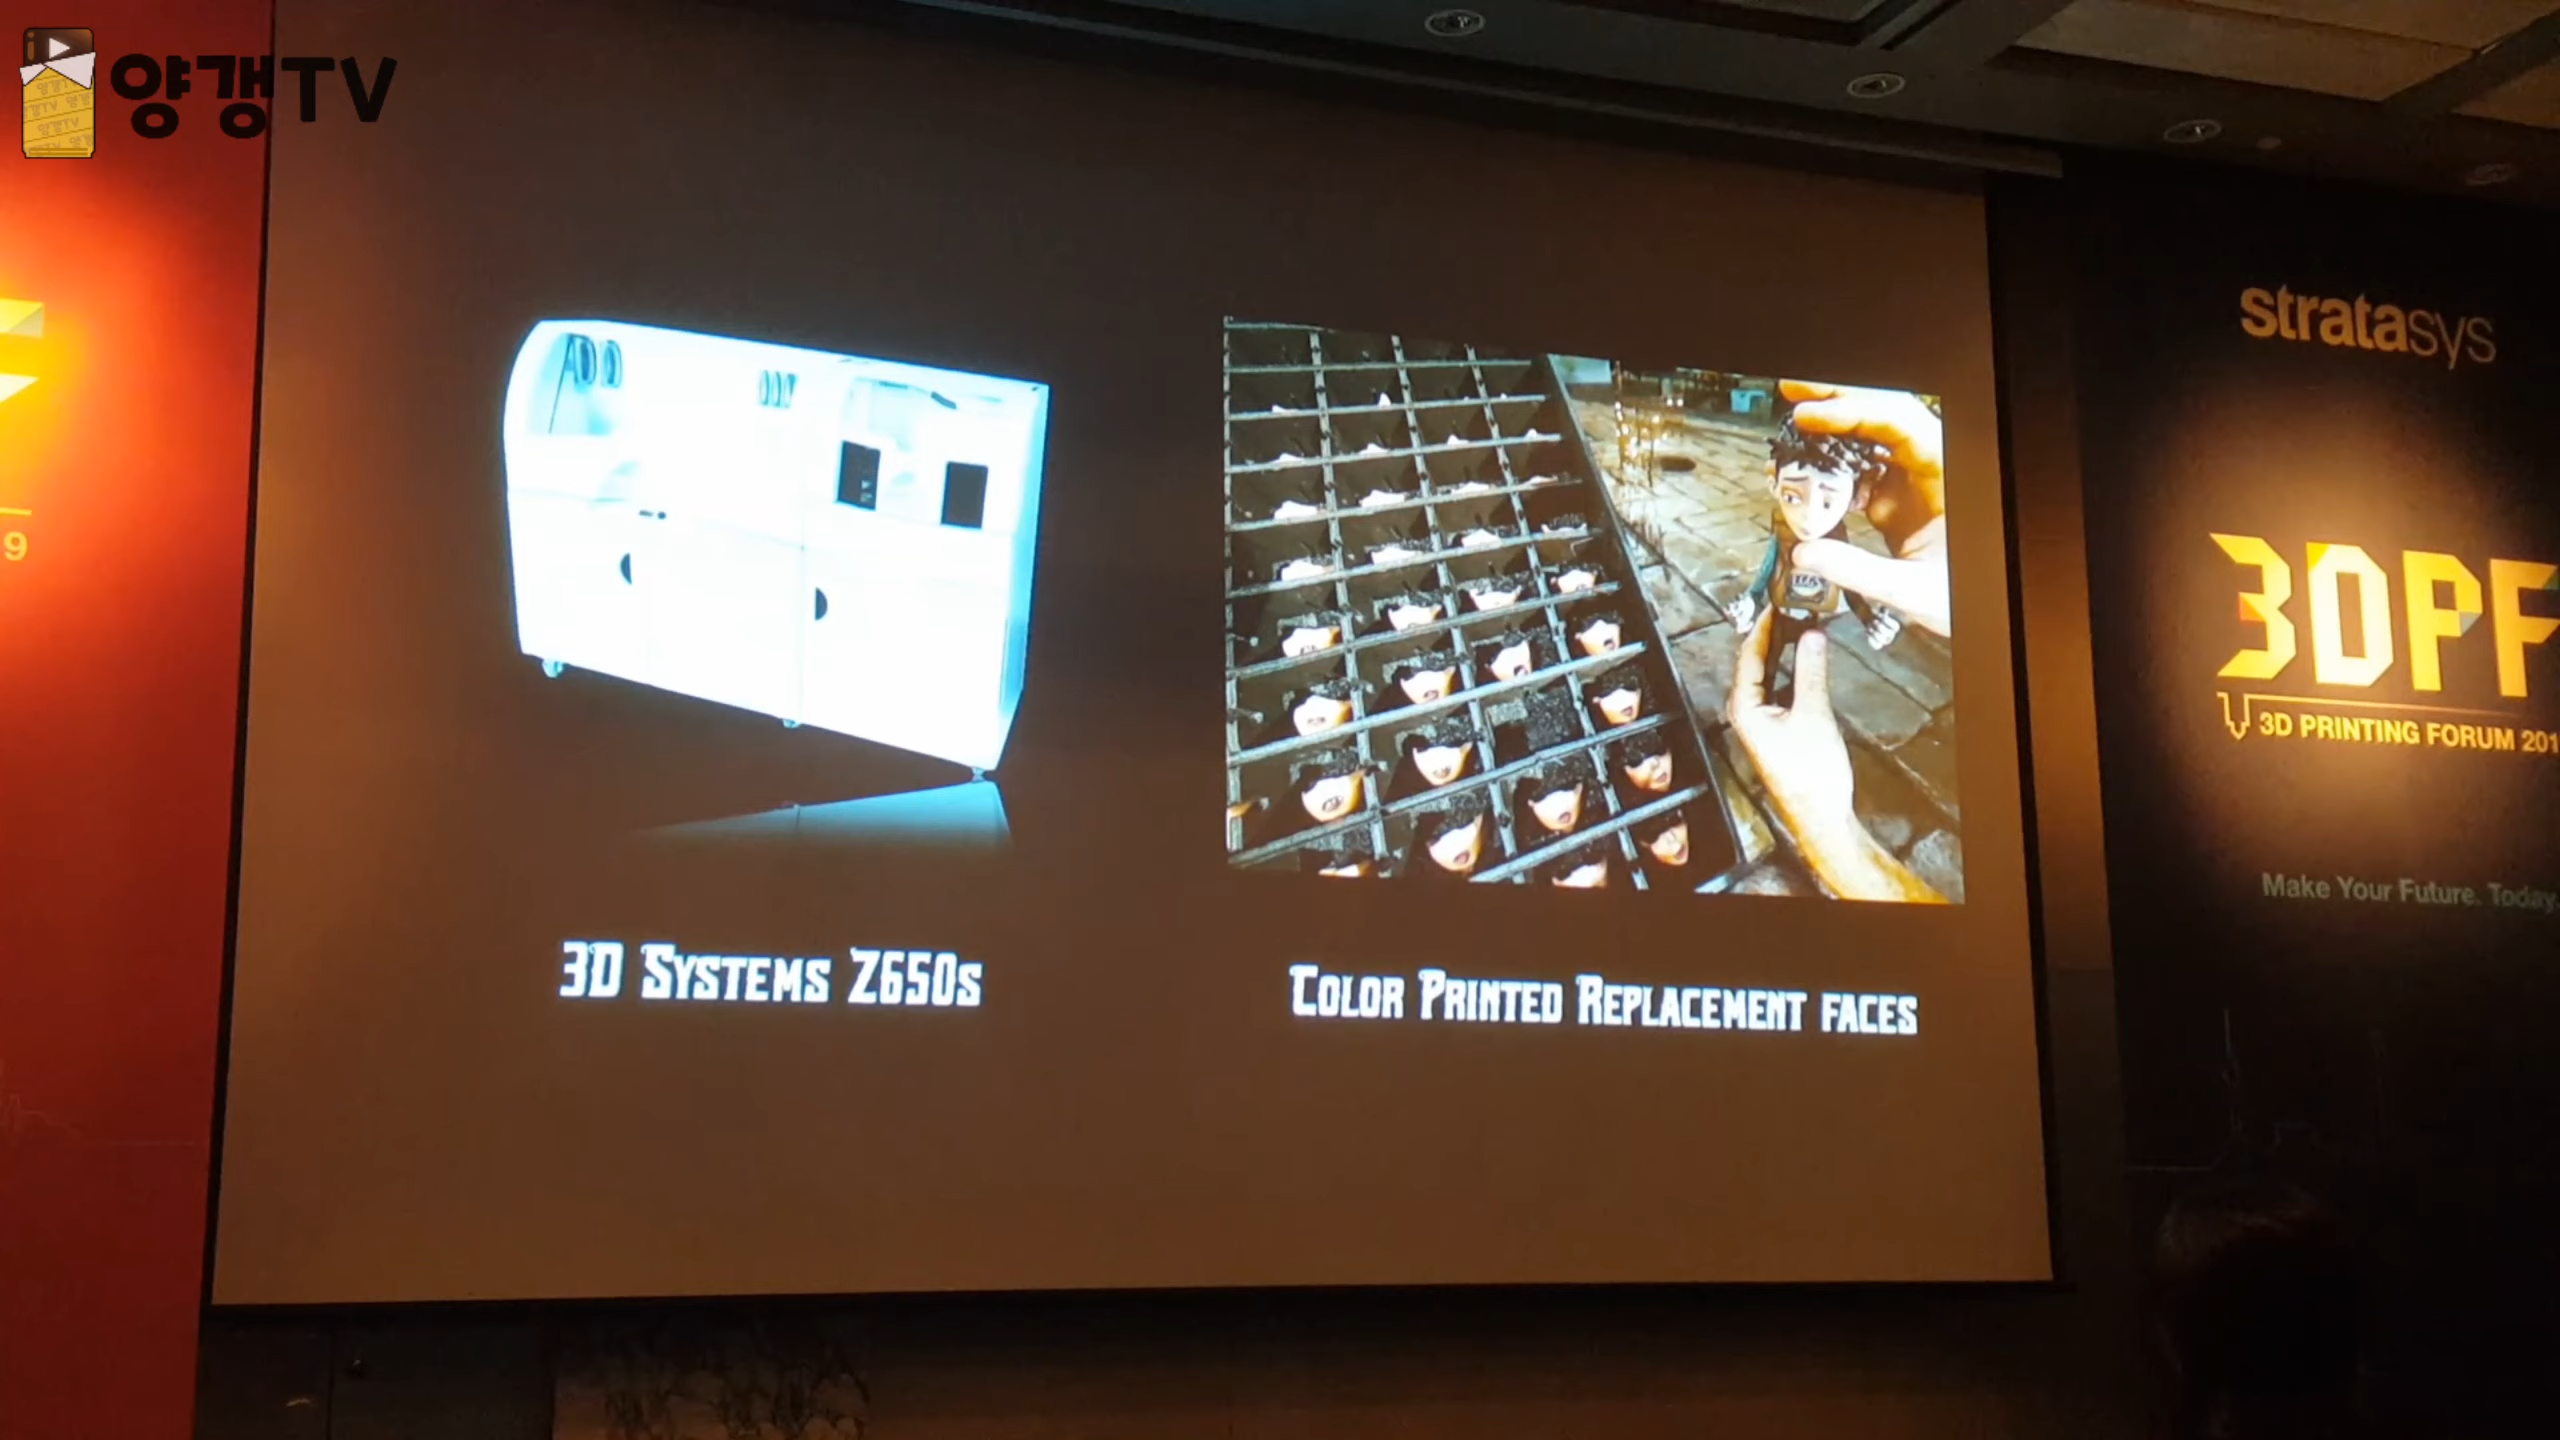 양갱TV
stratasys
9
3DPF
3D PRINTING FORUM 201
Make Your Future. Today.
3D SYSTEMS Z650S
COLOR PRINTED REPLACEMENT FACES